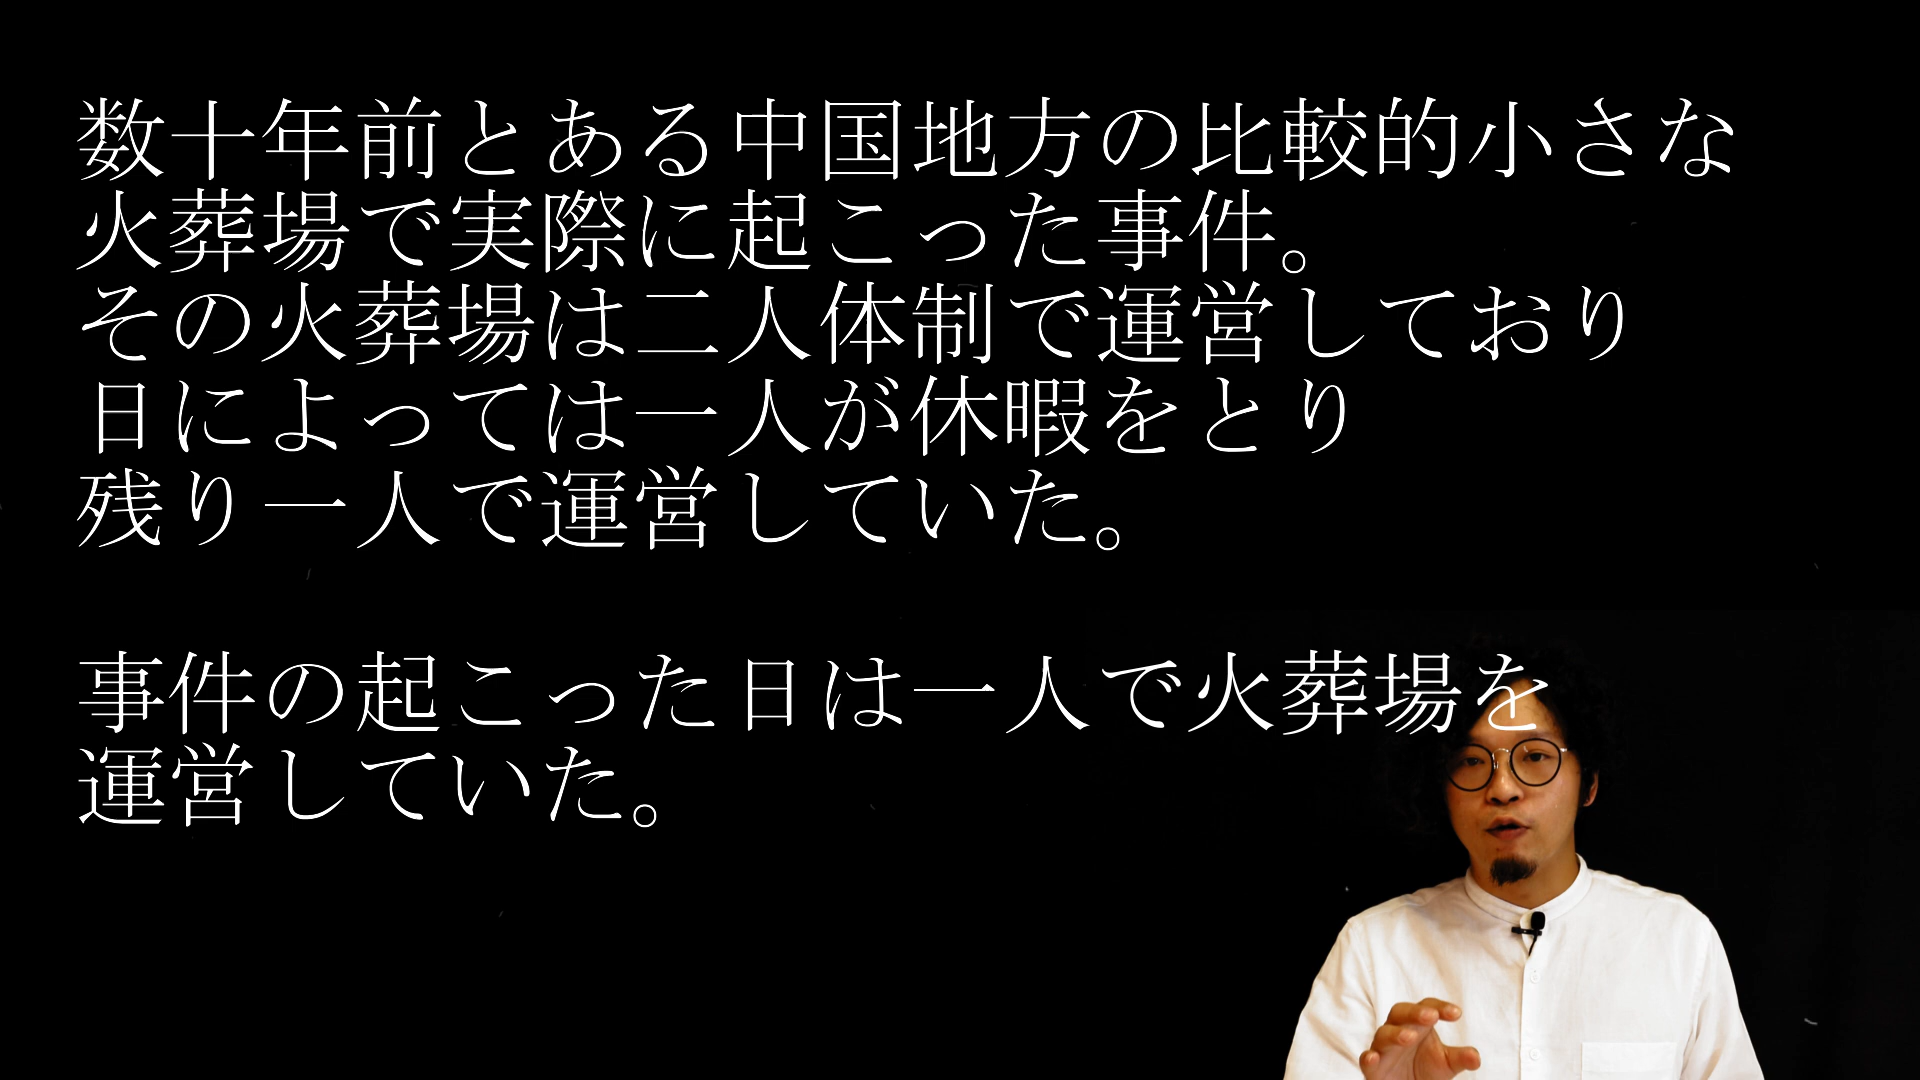 数十年前とある中国地方の比較的小さな
火葬場で実際に起こった事件。
その火葬場は二人体制で運営しており
日によっては一人が休暇をとり
残り一人で運営していた。
事件の起こった日は一人で火葬場を
運営していた。